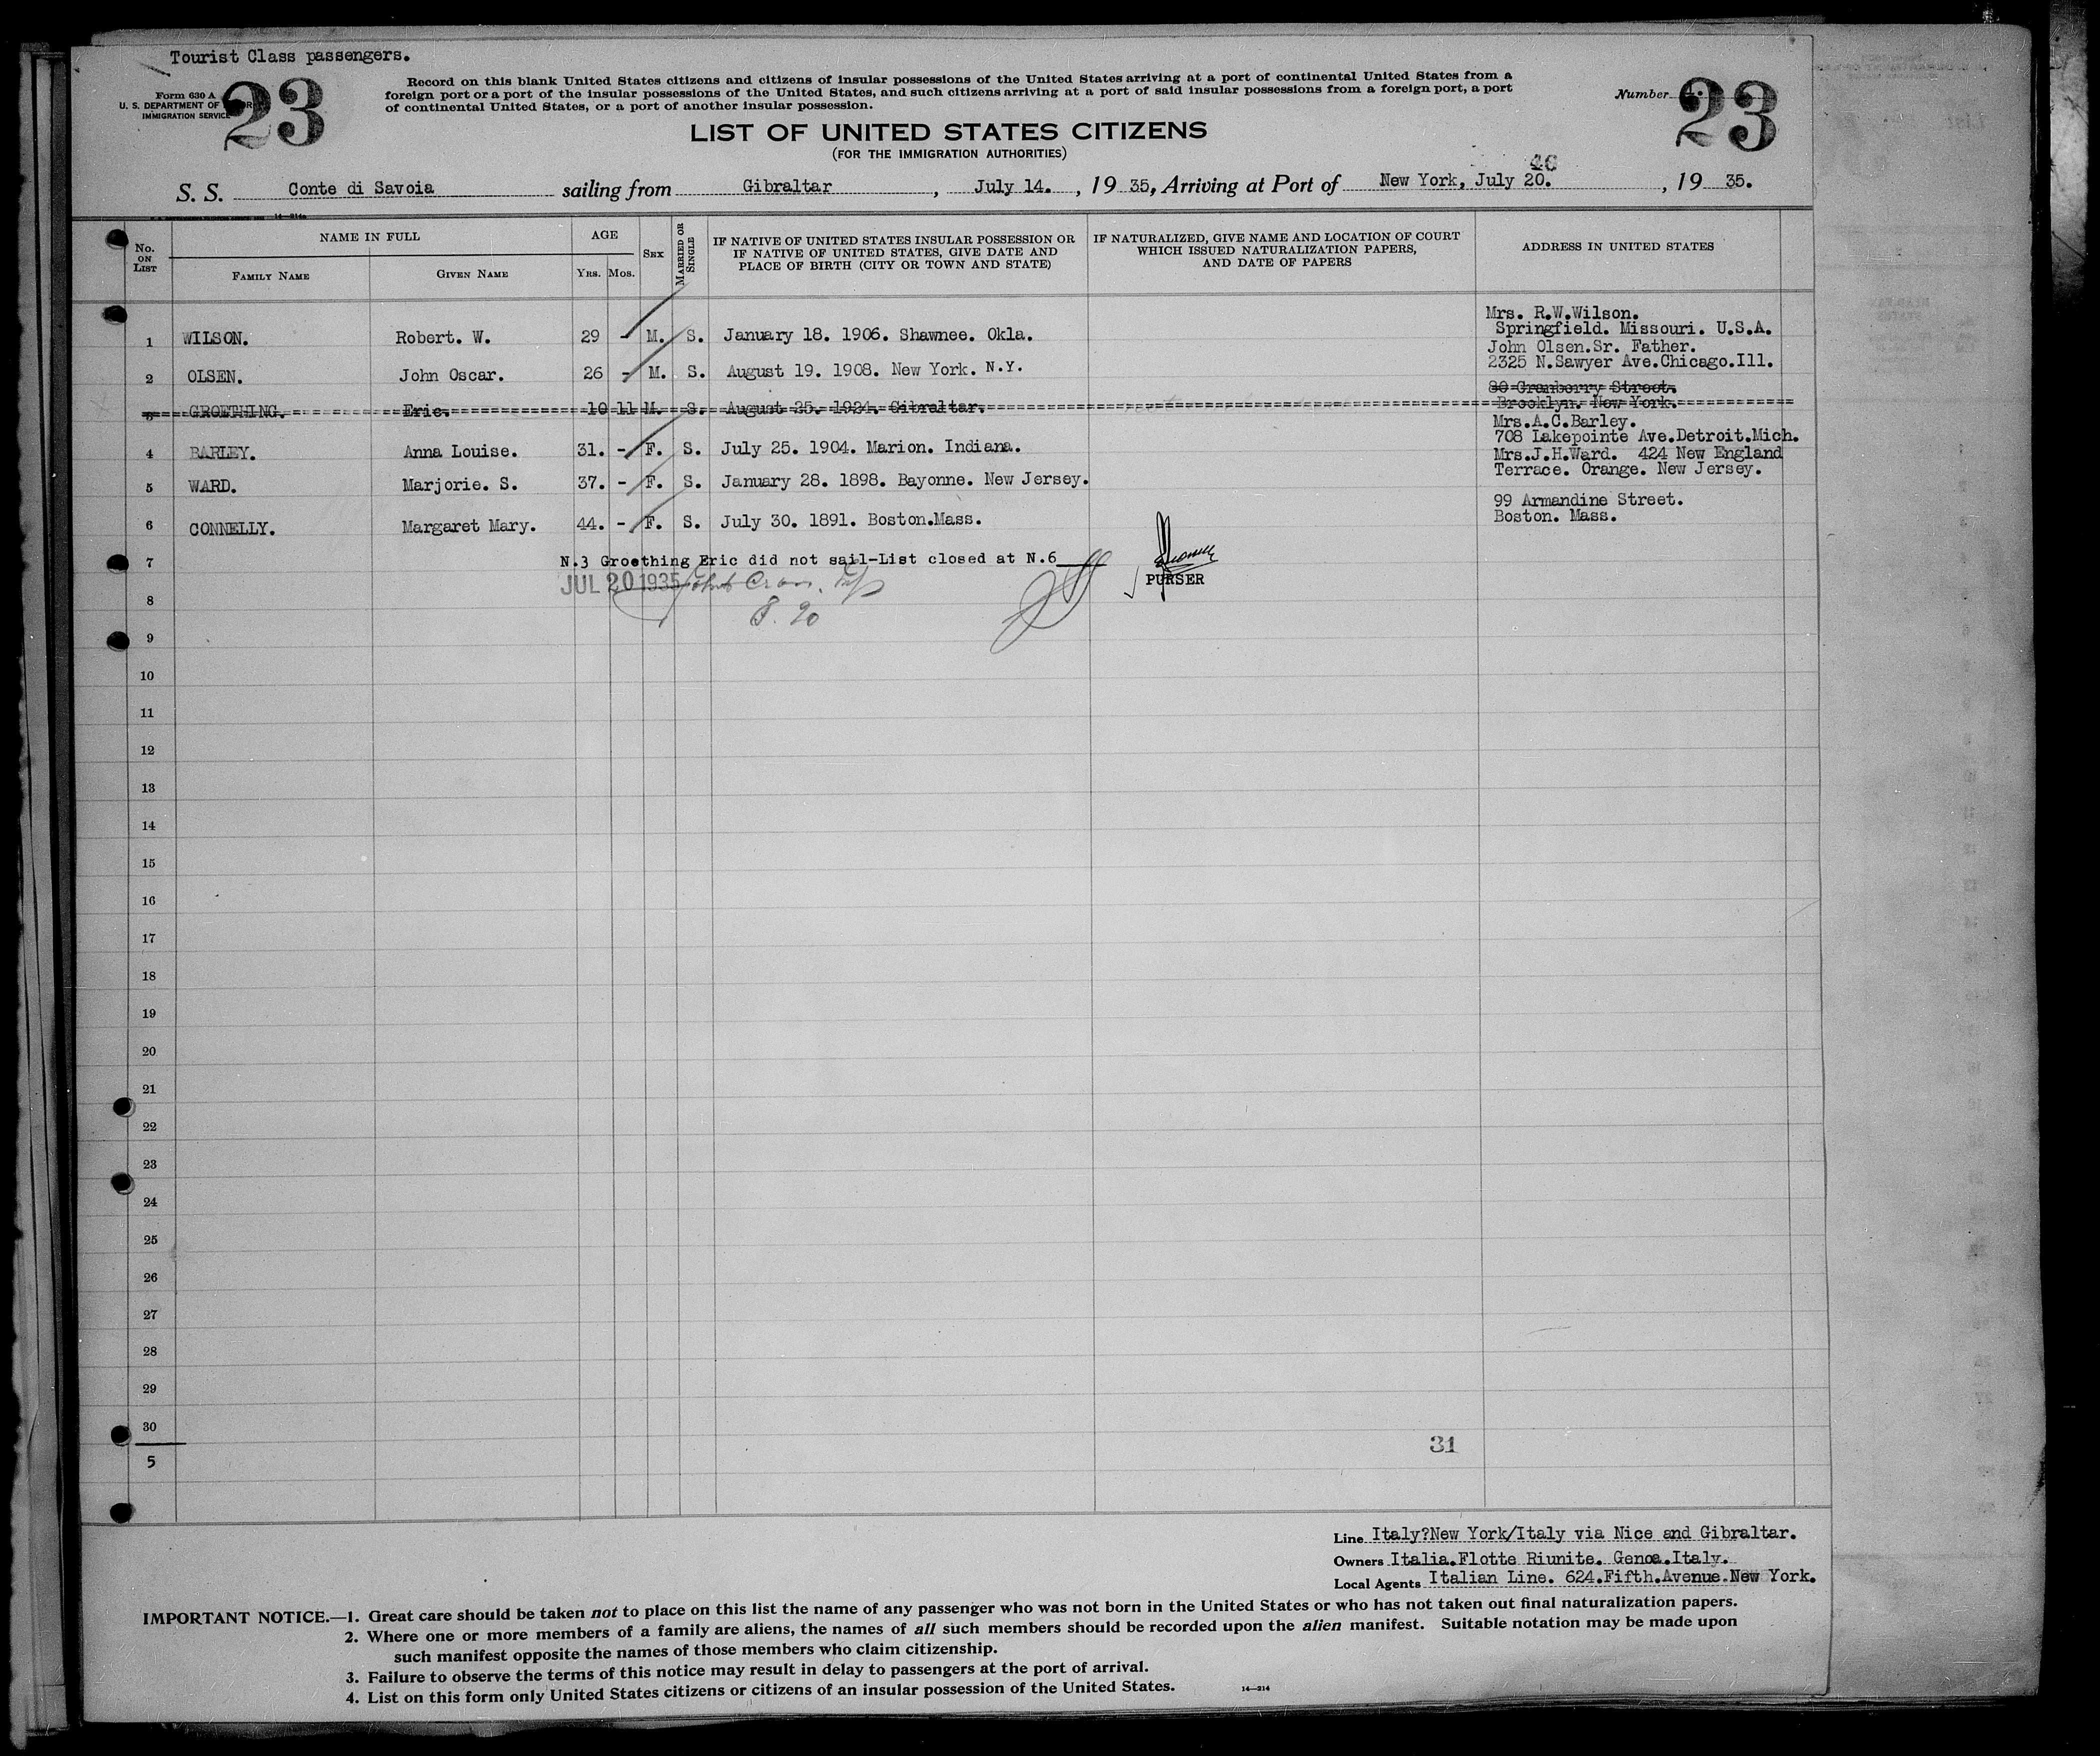 Tourist Class passengers.
Form 630 A
U. S. DEPARTMENT OF
IMMIGRATION SERVICE
23
Record on this blank United States citizens and citizens of insular possessions of the United States arriving at a port of continental United States from a
foreign port or a port of the insular possessions of the United States, and such citizens arriving at a port of said insular possessions from a foreign port, a port
of continental United States, or a port of another insular possession.
Number
23
LIST OF UNITED STATES CITIZENS
(FOR THE IMMIGRATION AUTHORITIES)
S. S. Conte di Savoia sailing from Gibraltar, July 14., 19 35, Arriving at Port of New York, July 20., 19 35.
No. ON LIST
NAME IN FULL
FAMILY NAME
GIVEN NAME
AGE
YRS. MOS.
SEX
MARRIED OR SINGLE
IF NATIVE OF UNITED STATES INSULAR POSSESSION OR
IF NATIVE OF UNITED STATES, GIVE DATE AND
PLACE OF BIRTH (CITY OR TOWN AND STATE)
IF NATURALIZED, GIVE NAME AND LOCATION OF COURT
WHICH ISSUED NATURALIZATION PAPERS,
AND DATE OF PAPERS
ADDRESS IN UNITED STATES
1 WILSON. Robert. W. 29 - M. S. January 18. 1906. Shawnee. Okla.
Mrs. R.W.Wilson.
Springfield. Missouri. U.S.A.
2 OLSEN. John Oscar. 26 - M. S. August 19. 1908. New York. N.Y.
John Olsen.Sr. Father.
2325 N.Sawyer Ave.Chicago.Ill.
3 GROETHING. Eric. 10 11 M. S. August 25. 1924. Gibraltar.
80 Cranberry Street.
Brooklyn. New York.
4 BARLEY. Anna Louise. 31. - F. S. July 25. 1904. Marion. Indiana.
Mrs.A.C.Barley.
708 Lakepointe Ave.Detroit.Mich.
5 WARD. Marjorie. S. 37. - F. S. January 28. 1898. Bayonne. New Jersey.
Mrs.J.H.Ward. 424 New England
Terrace. Orange. New Jersey.
6 CONNELLY. Margaret Mary. 44. - F. S. July 30. 1891. Boston.Mass.
99 Armandine Street.
Boston. Mass.
7 N.3 Groething Eric did not sail-List closed at N.6
JUL 20 1935
PURSER
8
9
10
11
12
13
14
15
16
17
18
19
20
21
22
23
24
25
26
27
28
29
30
5
31
Line Italy?New York/Italy via Nice and Gibraltar.
Owners Italia.Flotte Riunite. Genoa.Italy.
Local Agents Italian Line. 624.Fifth.Avenue.New York.
IMPORTANT NOTICE.—1. Great care should be taken not to place on this list the name of any passenger who was not born in the United States or who has not taken out final naturalization papers.
2. Where one or more members of a family are aliens, the names of all such members should be recorded upon the alien manifest. Suitable notation may be made upon
such manifest opposite the names of those members who claim citizenship.
3. Failure to observe the terms of this notice may result in delay to passengers at the port of arrival.
4. List on this form only United States citizens or citizens of an insular possession of the United States.
14—214